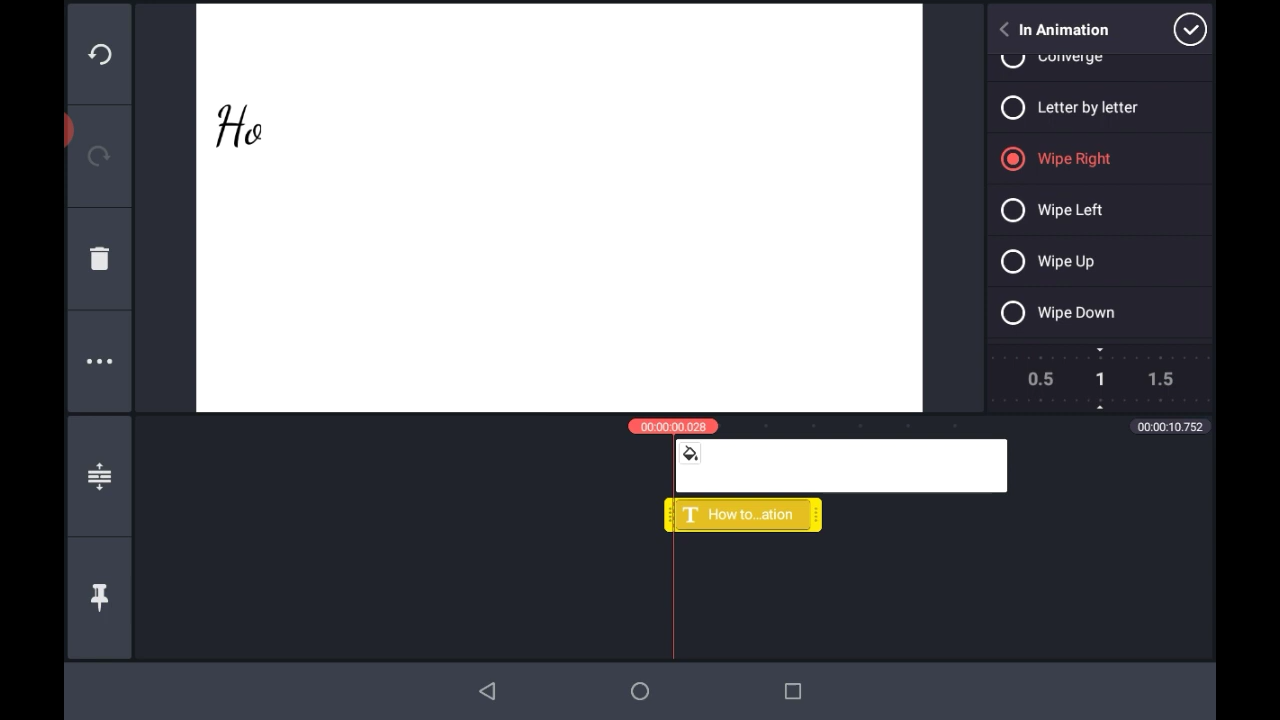 In Animation
Converge
Ho
Letter by letter
Wipe Right
Wipe Left
Wipe Up
Wipe Down
0.5 1 1.5
00:00:00.028
00:00:10.752
T How to...ation